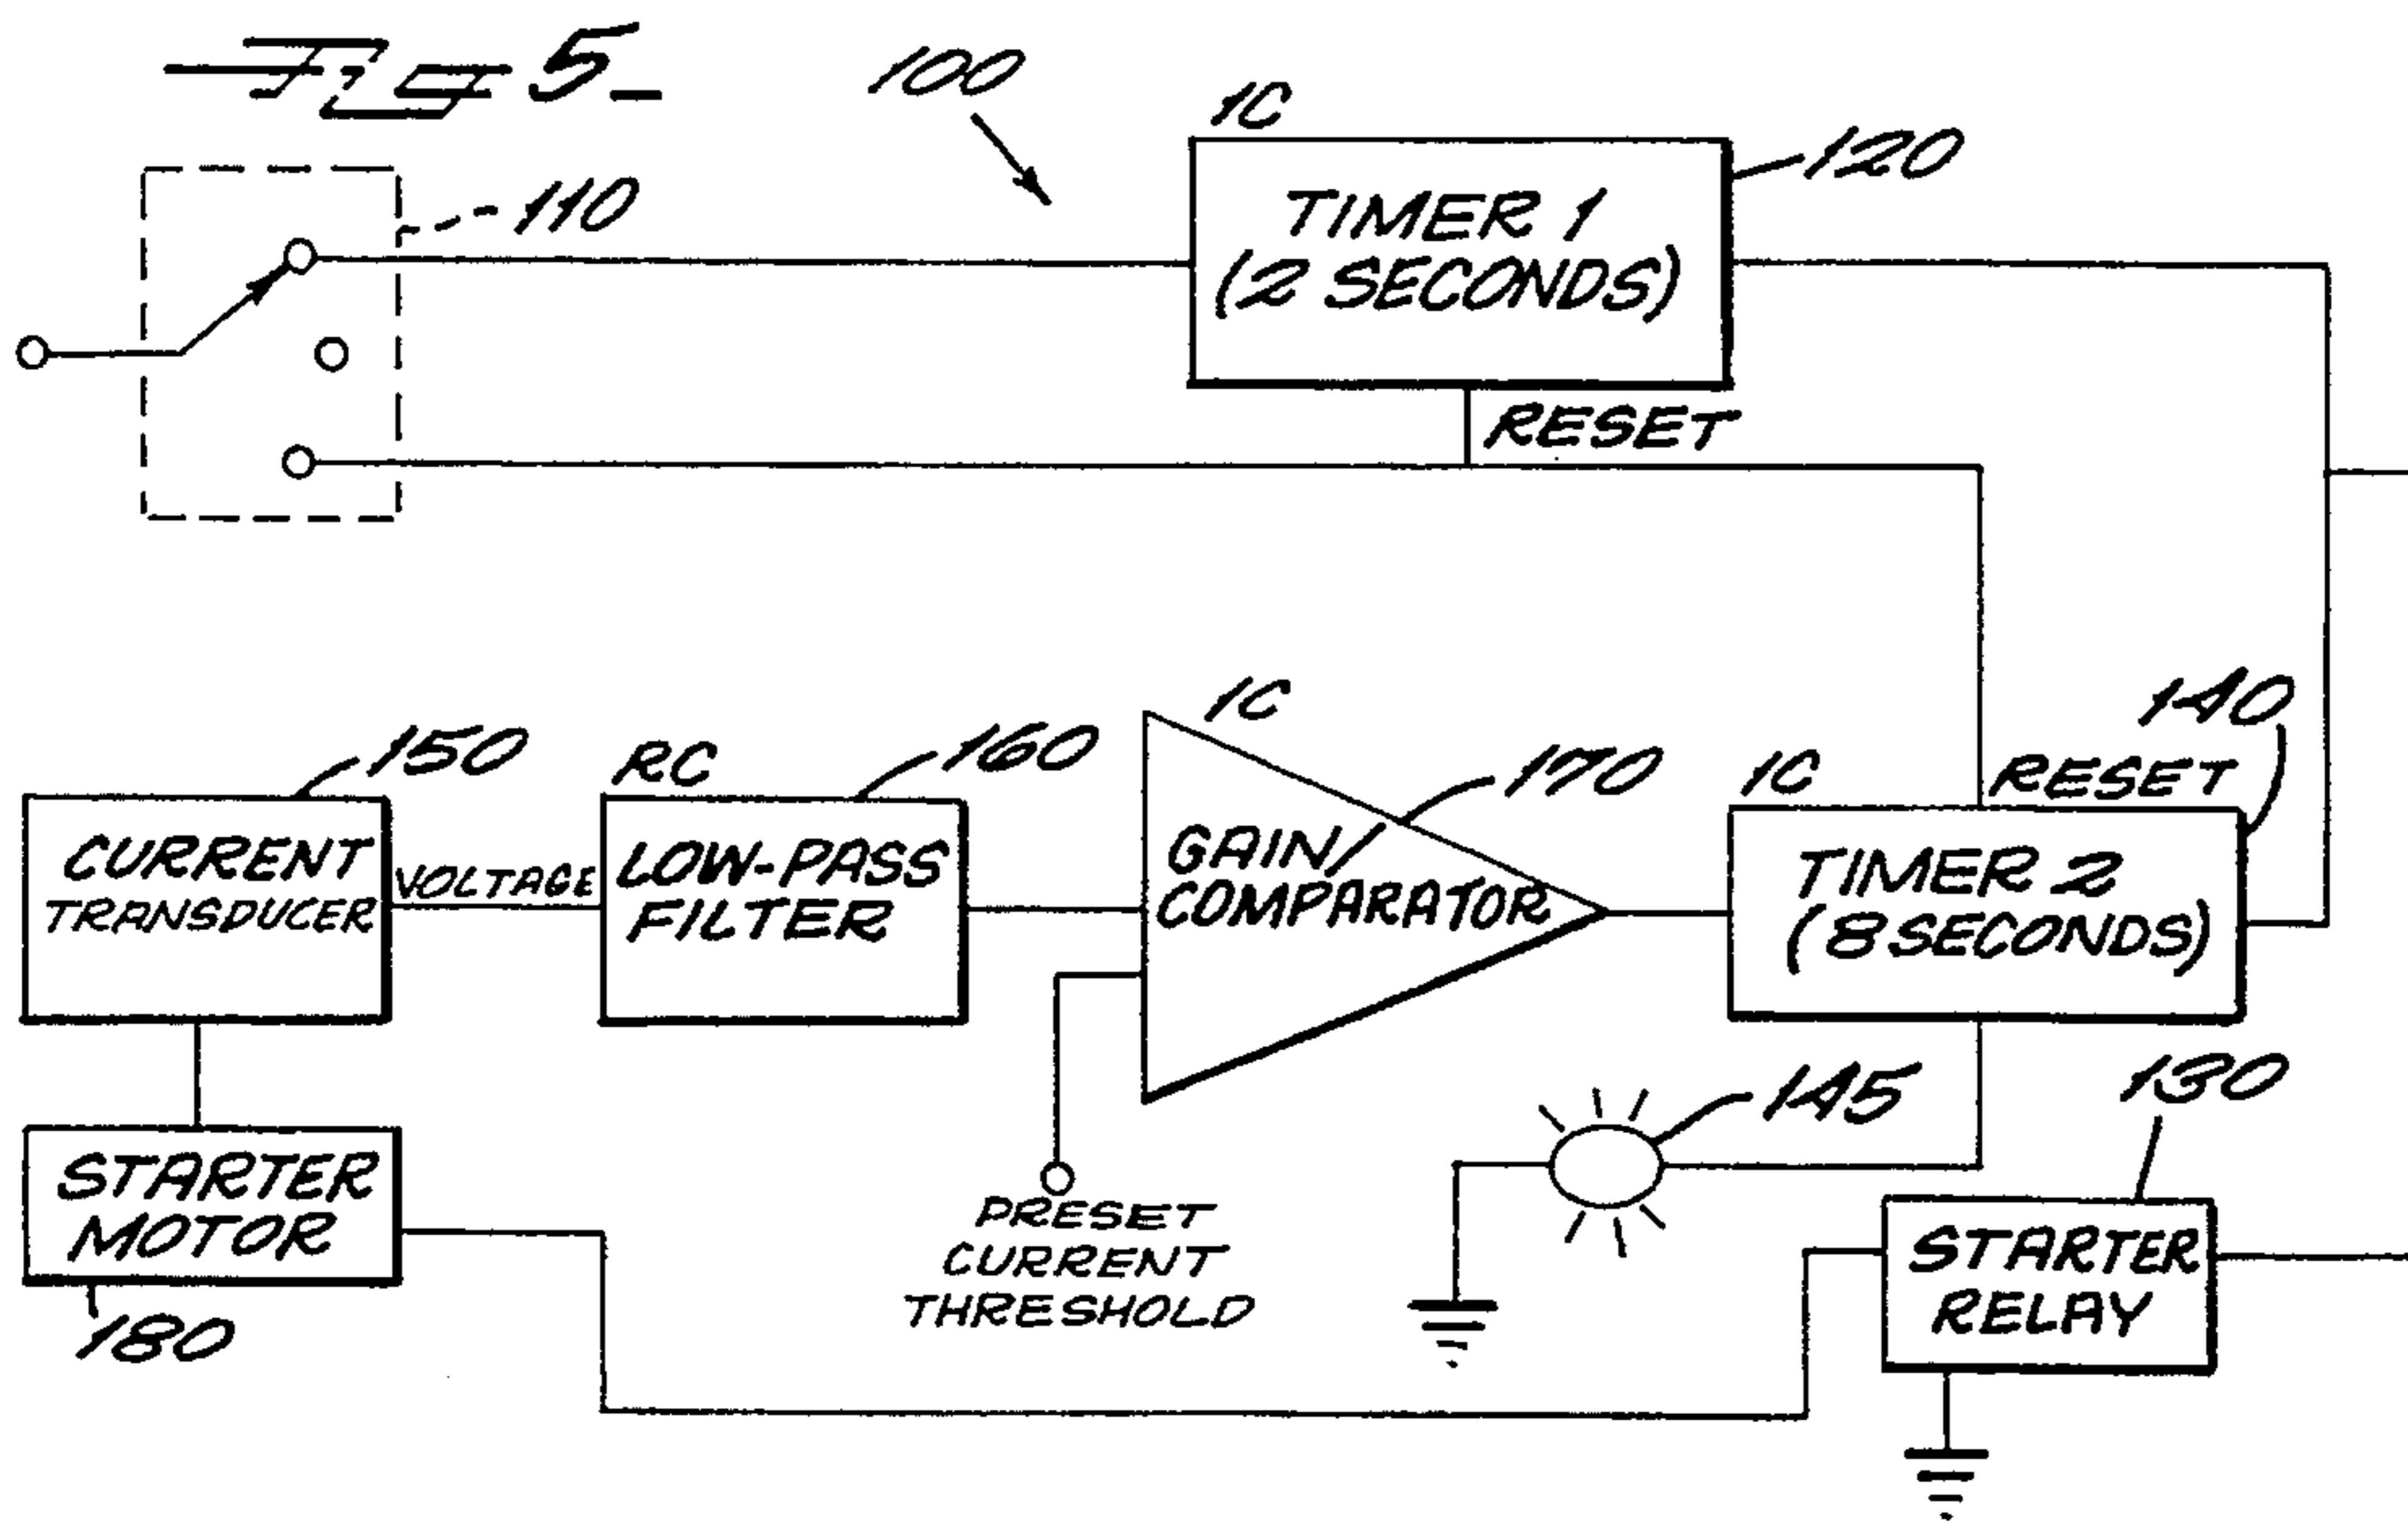 Fig 5
100
1C
120
110
TIMER 1
(2 SECONDS)
RESET
1C
140
150
RC
160
170
1C
RESET
CURRENT
TRANSDUCER
VOLTAGE
LOW-PASS
FILTER
GAIN/
COMPARATOR
TIMER 2
(8 SECONDS)
145
130
STARTER
MOTOR
180
PRESET
CURRENT
THRESHOLD
STARTER
RELAY